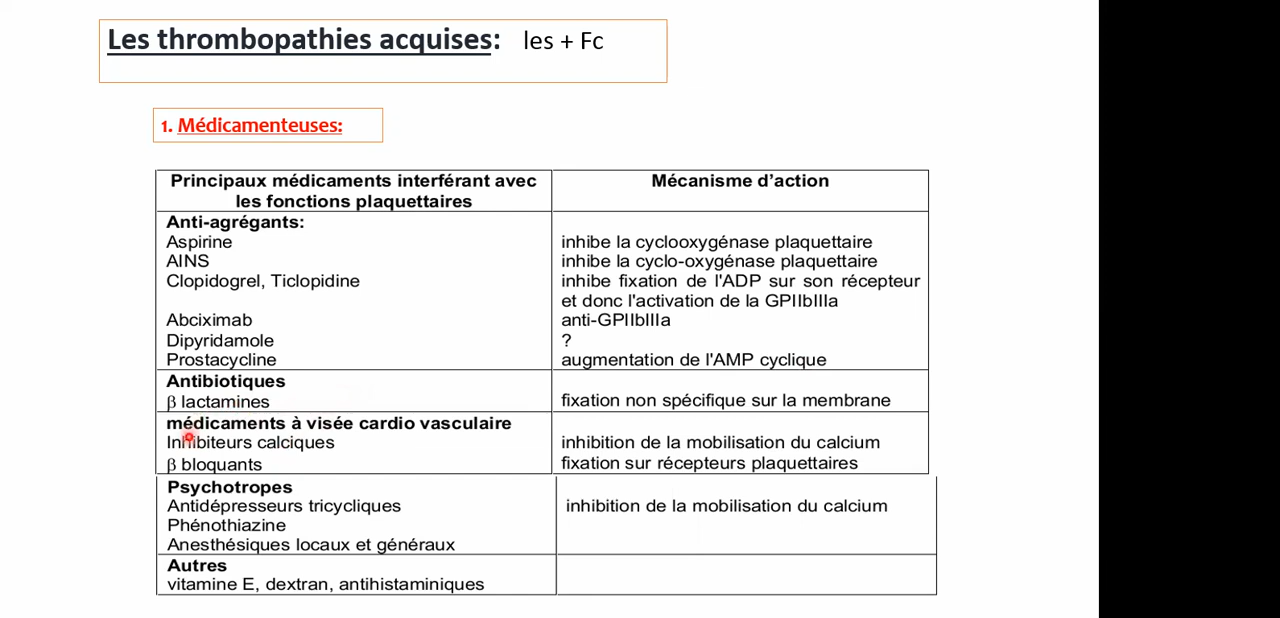 Les thrombopathies acquises: les + Fc
1. Médicamenteuses:
Principaux médicaments interférant avec les fonctions plaquettaires
Mécanisme d'action
Anti-agrégants:
Aspirine
inhibe la cyclooxygénase plaquettaire
AINS
inhibe la cyclo-oxygénase plaquettaire
Clopidogrel, Ticlopidine
inhibe fixation de l'ADP sur son récepteur
et donc l'activation de la GPIIbIIIa
Abciximab
anti-GPIIbIIIa
Dipyridamole
?
Prostacycline
augmentation de l'AMP cyclique
Antibiotiques
β lactamines
fixation non spécifique sur la membrane
médicaments à visée cardio vasculaire
Inhibiteurs calciques
inhibition de la mobilisation du calcium
β bloquants
fixation sur récepteurs plaquettaires
Psychotropes
Antidépresseurs tricycliques
inhibition de la mobilisation du calcium
Phénothiazine
Anesthésiques locaux et généraux
Autres
vitamine E, dextran, antihistaminiques